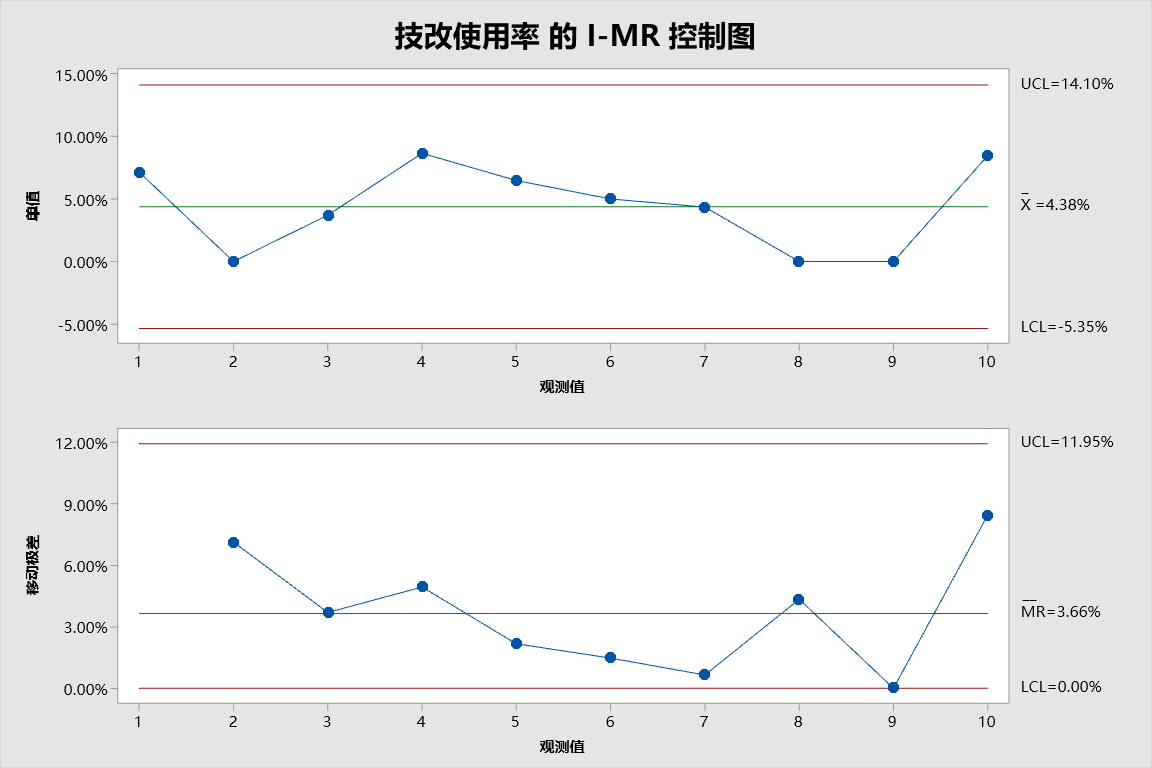 技改使用率 的 I-MR 控制图
15.00%
10.00%
5.00%
0.00%
-5.00%
单值
UCL=14.10%
X̄ =4.38%
LCL=-5.35%
1 2 3 4 5 6 7 8 9 10
观测值
12.00%
9.00%
6.00%
3.00%
0.00%
移动极差
UCL=11.95%
M̄R̄=3.66%
LCL=0.00%
1 2 3 4 5 6 7 8 9 10
观测值